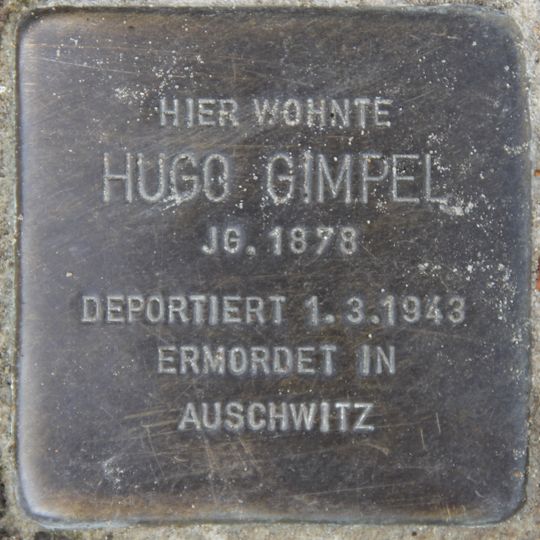 HIER WOHNTE
HUGO GIMPEL
JG. 1878
DEPORTIERT 1.3.1943
ERMORDET IN
AUSCHWITZ